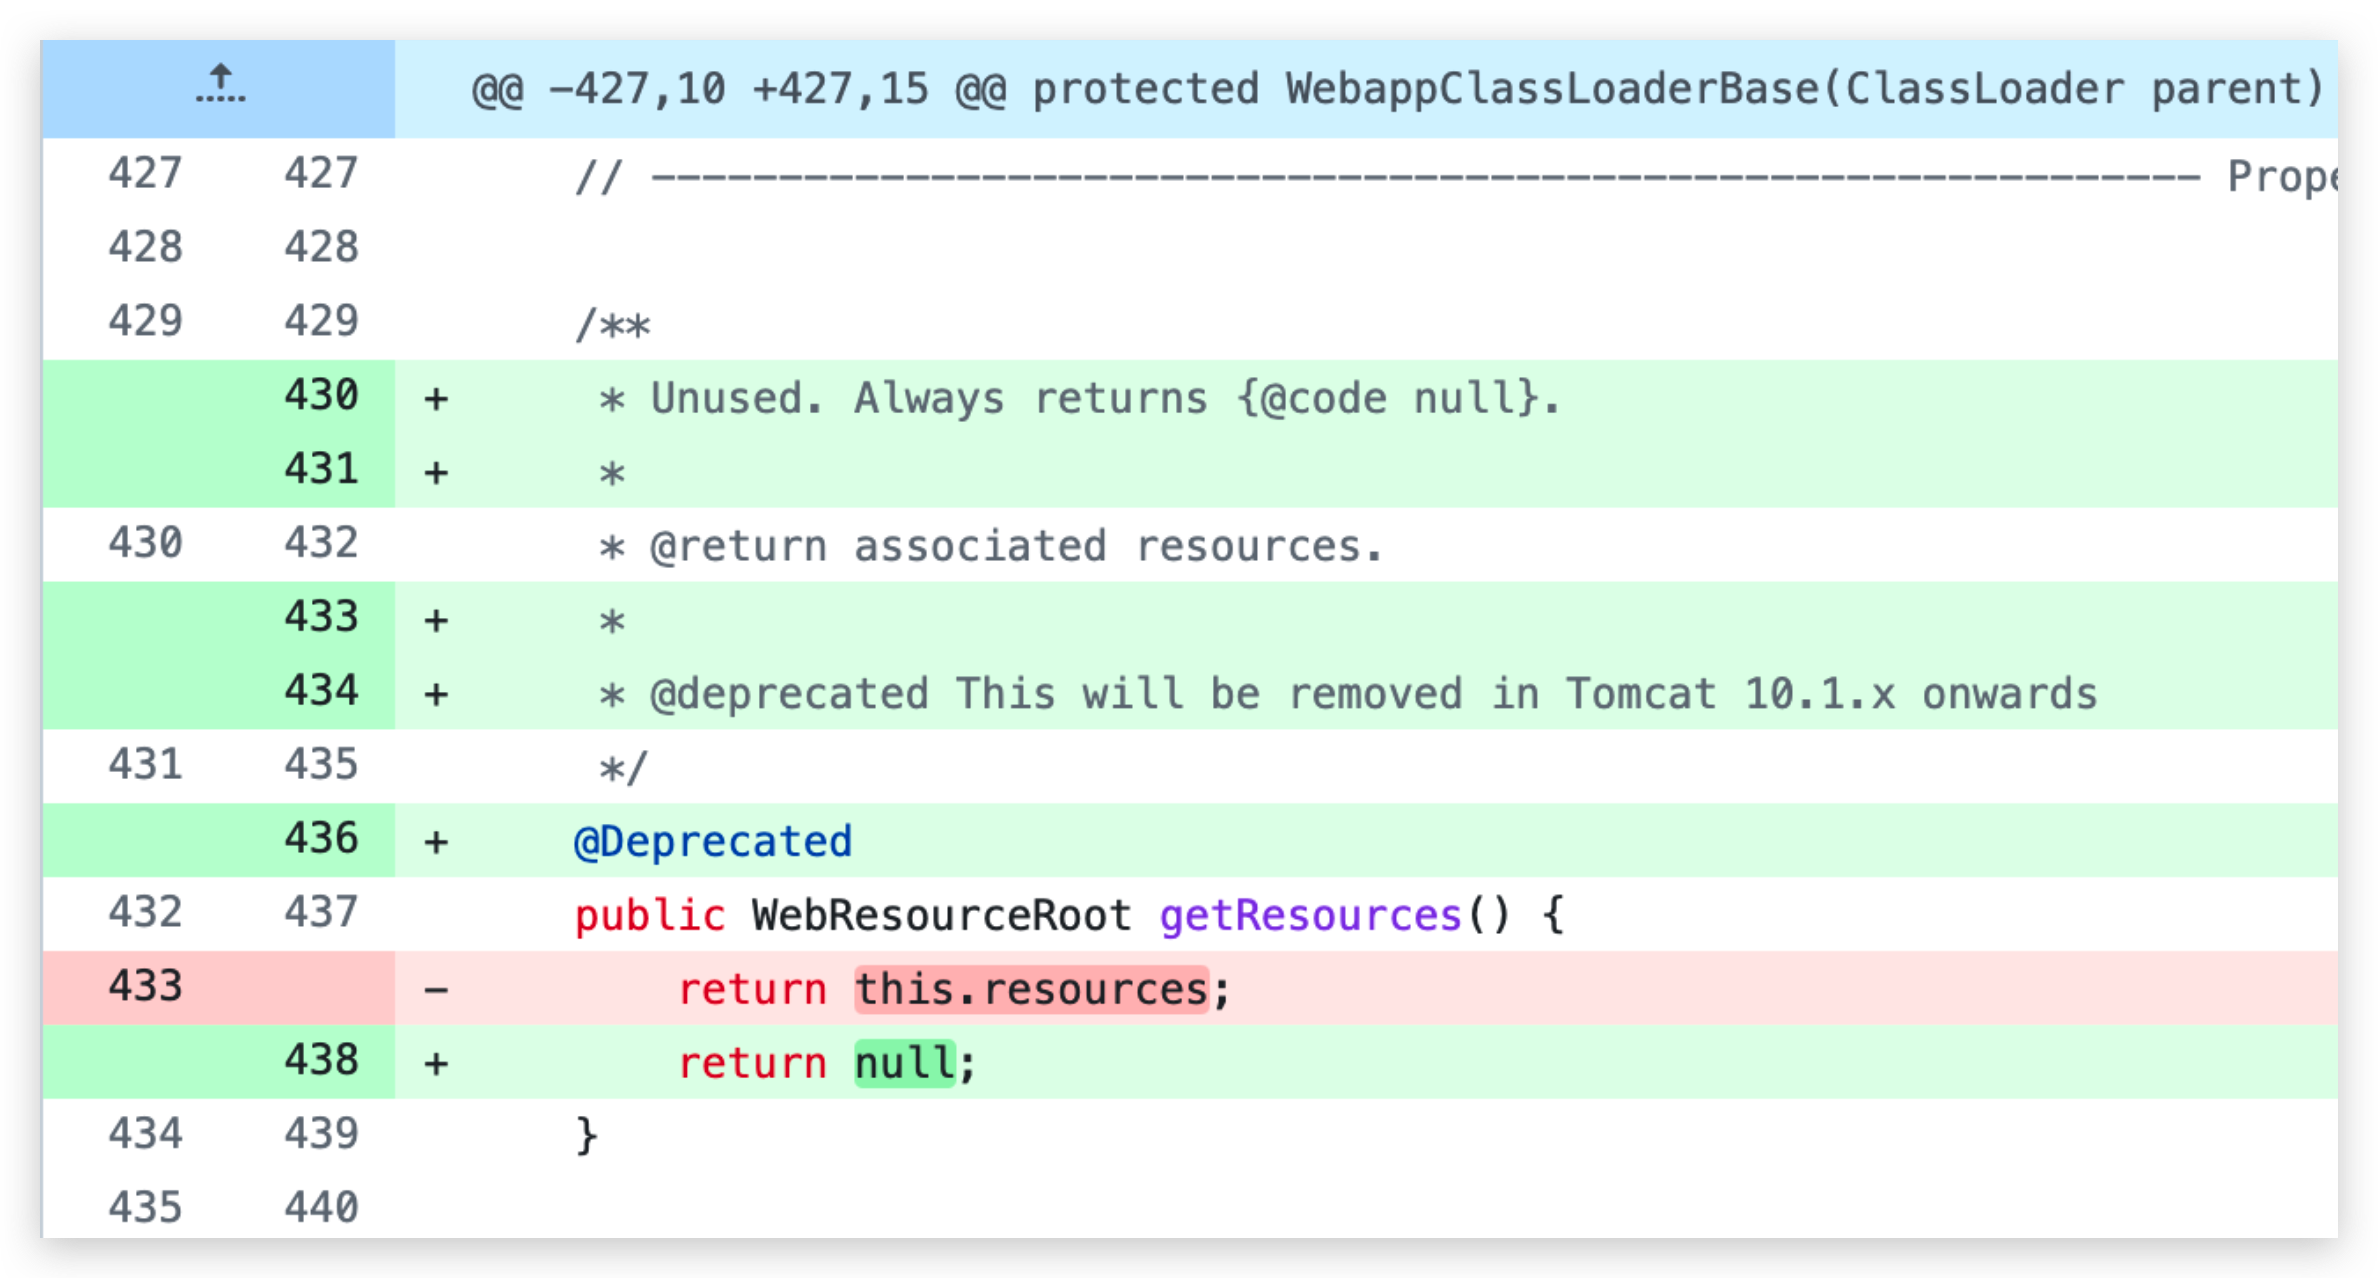 @@ -427,10 +427,15 @@ protected WebappClassLoaderBase(ClassLoader parent)
427 427 // ------------------------------------------------------------- Prope
428 428
429 429 /**
430 + * Unused. Always returns {@code null}.
431 + *
430 432 * @return associated resources.
433 + *
434 + * @deprecated This will be removed in Tomcat 10.1.x onwards
431 435 */
436 + @Deprecated
432 437 public WebResourceRoot getResources() {
433 - return this.resources;
438 + return null;
434 439 }
435 440